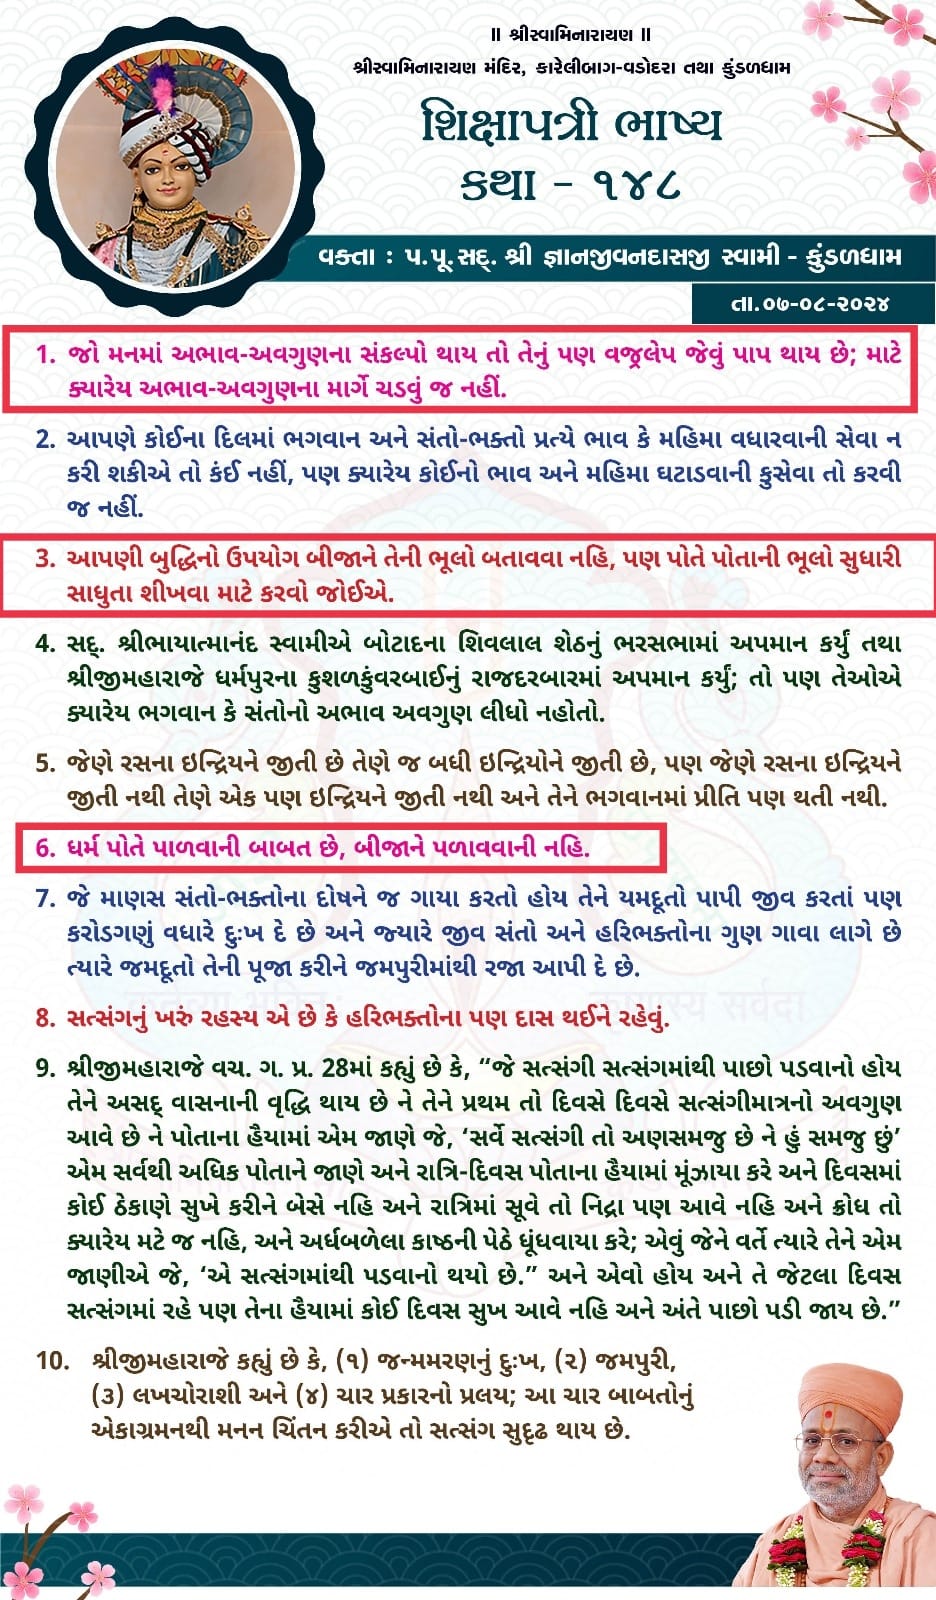 ॥ શ્રીસ્વામિનારાયણ ॥
શ્રીસ્વામિનારાયણ મંદિર, કારેલીબાગ-વડોદરા તથા કુંડળધામ
શિક્ષાપત્રી ભાષ્ય
કથા - ૧૪૮
વક્તા : પ.પૂ.સદ્. શ્રી જ્ઞાનજીવનદાસજી સ્વામી - કુંડળધામ
તા.૦૭-૦૮-૨૦૨૪
1. જો મનમાં અભાવ-અવગુણના સંકલ્પો થાય તો તેનું પણ વજ્રલેપ જેવું પાપ થાય છે; માટે
ક્યારેય અભાવ-અવગુણના માર્ગે ચડવું જ નહીં.
2. આપણે કોઈના દિલમાં ભગવાન અને સંતો-ભક્તો પ્રત્યે ભાવ કે મહિમા વધારવાની સેવા ન
કરી શકીએ તો કંઈ નહીં, પણ ક્યારેય કોઈનો ભાવ અને મહિમા ઘટાડવાની કુસેવા તો કરવી
જ નહીં.
3. આપણી બુદ્ધિનો ઉપયોગ બીજાને તેની ભૂલો બતાવવા નહિ, પણ પોતે પોતાની ભૂલો સુધારી
સાધુતા શીખવા માટે કરવો જોઈએ.
4. સદ્. શ્રીભાયાત્માનંદ સ્વામીએ બોટાદના શિવલાલ શેઠનું ભરસભામાં અપમાન કર્યું તથા
શ્રીજીમહારાજે ધર્મપુરના કુશળકુંવરબાઈનું રાજદરબારમાં અપમાન કર્યું; તો પણ તેઓએ
ક્યારેય ભગવાન કે સંતોનો અભાવ અવગુણ લીધો નહોતો.
5. જેણે રસના ઇન્દ્રિયને જીતી છે તેણે જ બધી ઇન્દ્રિયોને જીતી છે, પણ જેણે રસના ઇન્દ્રિયને
જીતી નથી તેણે એક પણ ઇન્દ્રિયને જીતી નથી અને તેને ભગવાનમાં પ્રીતિ પણ થતી નથી.
6. ધર્મ પોતે પાળવાની બાબત છે, બીજાને પળાવવાની નહિ.
7. જે માણસ સંતો-ભક્તોના દોષને જ ગાયા કરતો હોય તેને યમદૂતો પાપી જીવ કરતાં પણ
કરોડગણું વધારે દુઃખ દે છે અને જ્યારે જીવ સંતો અને હરિભક્તોના ગુણ ગાવા લાગે છે
ત્યારે જમદૂતો તેની પૂજા કરીને જમપુરીમાંથી રજા આપી દે છે.
8. સત્સંગનું ખરું રહસ્ય એ છે કે હરિભક્તોના પણ દાસ થઈને રહેવું.
9. શ્રીજીમહારાજે વચ. ગ. પ્ર. 28માં કહ્યું છે કે, “જે સત્સંગી સત્સંગમાંથી પાછો પડવાનો હોય
તેને અસદ્ વાસનાની વૃદ્ધિ થાય છે ને તેને પ્રથમ તો દિવસે દિવસે સત્સંગીમાત્રનો અવગુણ
આવે છે ને પોતાના હૈયામાં એમ જાણે જે, ‘સર્વે સત્સંગી તો અણસમજુ છે ને હું સમજુ છું’
એમ સર્વથી અધિક પોતાને જાણે અને રાત્રિ-દિવસ પોતાના હૈયામાં મૂંઝાયા કરે અને દિવસમાં
કોઈ ઠેકાણે સુખે કરીને બેસે નહિ અને રાત્રિમાં સૂવે તો નિદ્રા પણ આવે નહિ અને ક્રોધ તો
ક્યારેય મટે જ નહિ, અને અર્ધબળેલા કાષ્ઠની પેઠે ધૂંધવાયા કરે; એવું જેને વર્તે ત્યારે તેને એમ
જાણીએ જે, ‘એ સત્સંગમાંથી પડવાનો થયો છે.” અને એવો હોય અને તે જેટલા દિવસ
સત્સંગમાં રહે પણ તેના હૈયામાં કોઈ દિવસ સુખ આવે નહિ અને અંતે પાછો પડી જાય છે.”
10. શ્રીજીમહારાજે કહ્યું છે કે, (૧) જન્મમરણનું દુઃખ, (૨) જમપુરી,
(૩) લખચોરાશી અને (૪) ચાર પ્રકારનો પ્રલય; આ ચાર બાબતોનું
એકાગ્રમનથી મનન ચિંતન કરીએ તો સત્સંગ સુદૃઢ થાય છે.